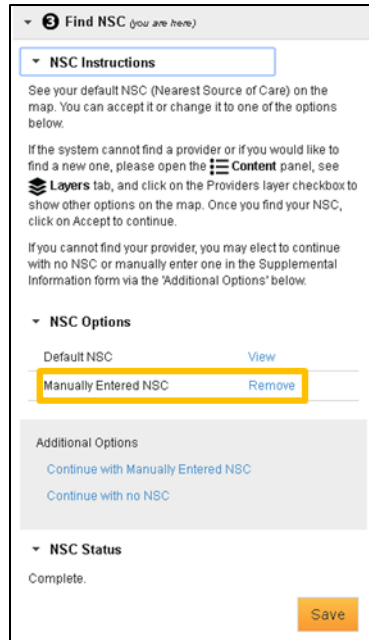 3 Find NSC (you are here)
NSC Instructions
See your default NSC (Nearest Source of Care) on the
map. You can accept it or change it to one of the options
below.
If the system cannot find a provider or if you would like to
find a new one, please open the Content panel, see
Layers tab, and click on the Providers layer checkbox to
show other options on the map. Once you find your NSC,
click on Accept to continue.
If you cannot find your provider, you may elect to continue
with no NSC or manually enter one in the Supplemental
Information form via the 'Additional Options' below.
NSC Options
Default NSC View
Manually Entered NSC Remove
Additional Options
Continue with Manually Entered NSC
Continue with no NSC
NSC Status
Complete.
Save